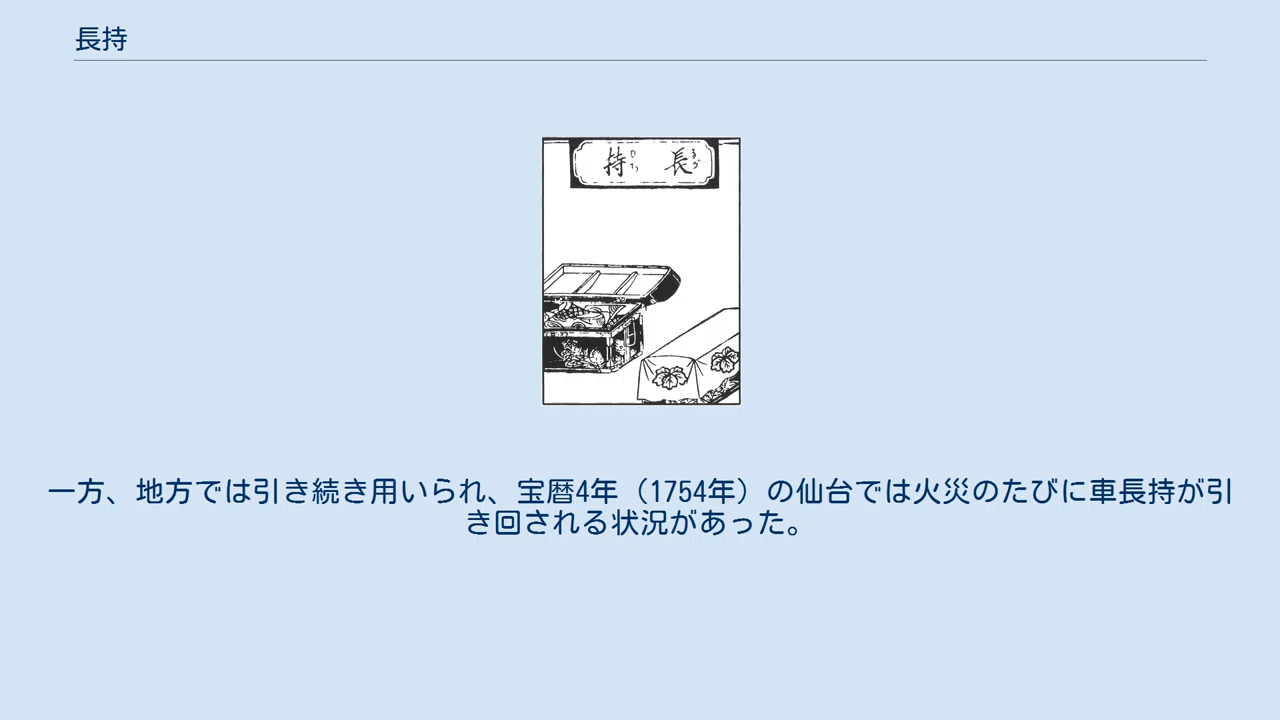 長持
長持
一方、地方では引き続き用いられ、宝暦4年（1754年）の仙台では火災のたびに車長持が引
き回される状況があった。